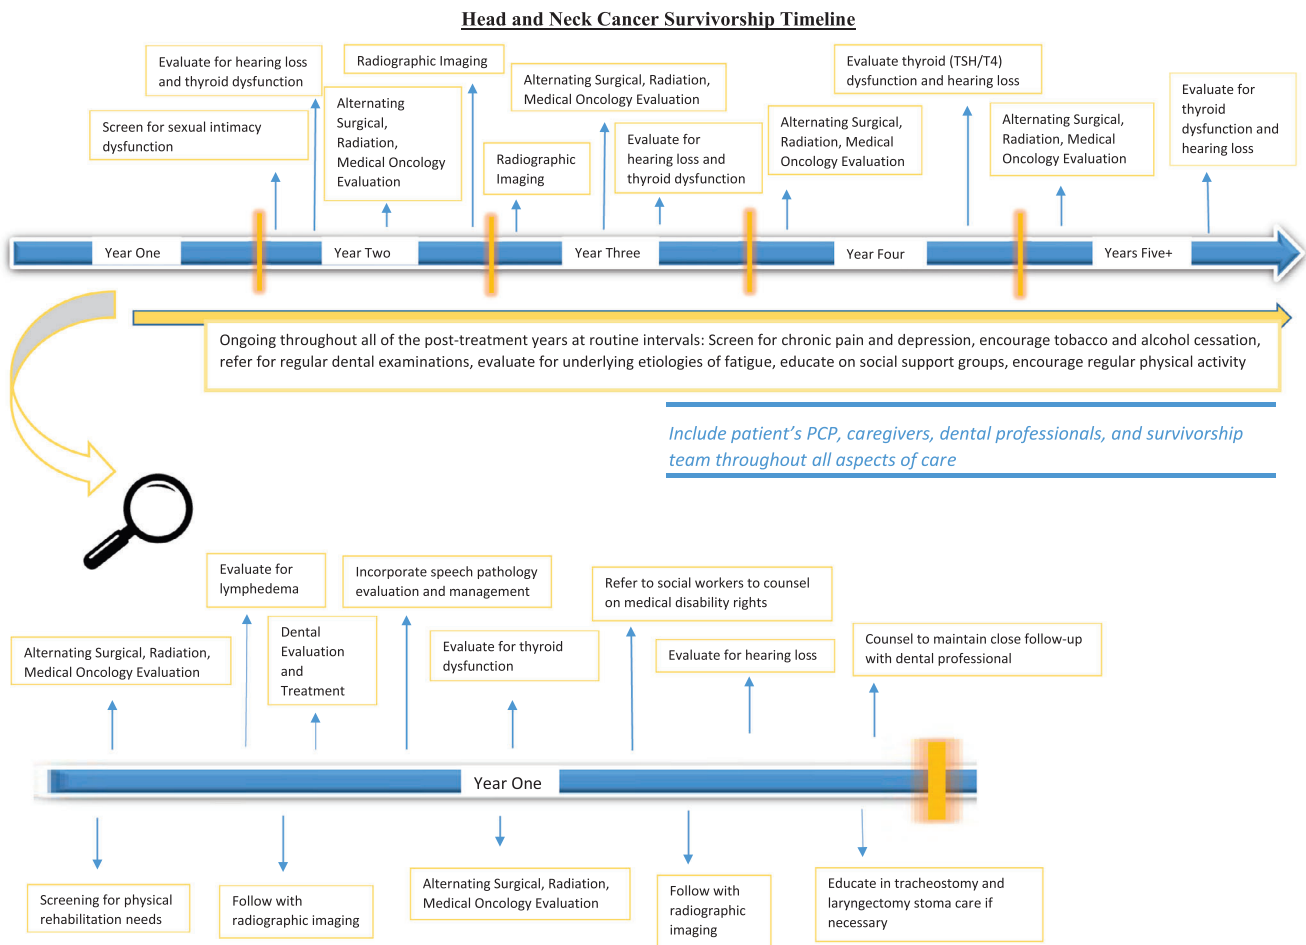 Head and Neck Cancer Survivorship Timeline
Evaluate for hearing loss
and thyroid dysfunction
Screen for sexual intimacy
dysfunction
Radiographic Imaging
Alternating
Surgical,
Radiation,
Medical Oncology
Evaluation
Radiographic
Imaging
Alternating Surgical, Radiation,
Medical Oncology Evaluation
Evaluate for
hearing loss and
thyroid dysfunction
Alternating Surgical,
Radiation, Medical
Oncology Evaluation
Evaluate thyroid (TSH/T4)
dysfunction and hearing loss
Alternating Surgical,
Radiation, Medical
Oncology Evaluation
Evaluate for
thyroid
dysfunction and
hearing loss
Year One
Year Two
Year Three
Year Four
Years Five+
Ongoing throughout all of the post-treatment years at routine intervals: Screen for chronic pain and depression, encourage tobacco and alcohol cessation,
refer for regular dental examinations, evaluate for underlying etiologies of fatigue, educate on social support groups, encourage regular physical activity
Include patient's PCP, caregivers, dental professionals, and survivorship
team throughout all aspects of care
Alternating Surgical, Radiation,
Medical Oncology Evaluation
Evaluate for
lymphedema
Dental
Evaluation
and
Treatment
Incorporate speech pathology
evaluation and management
Evaluate for thyroid
dysfunction
Refer to social workers to counsel
on medical disability rights
Evaluate for hearing loss
Counsel to maintain close follow-up
with dental professional
Year One
Screening for physical
rehabilitation needs
Follow with
radiographic imaging
Alternating Surgical, Radiation,
Medical Oncology Evaluation
Follow with
radiographic
imaging
Educate in tracheostomy and
laryngectomy stoma care if
necessary